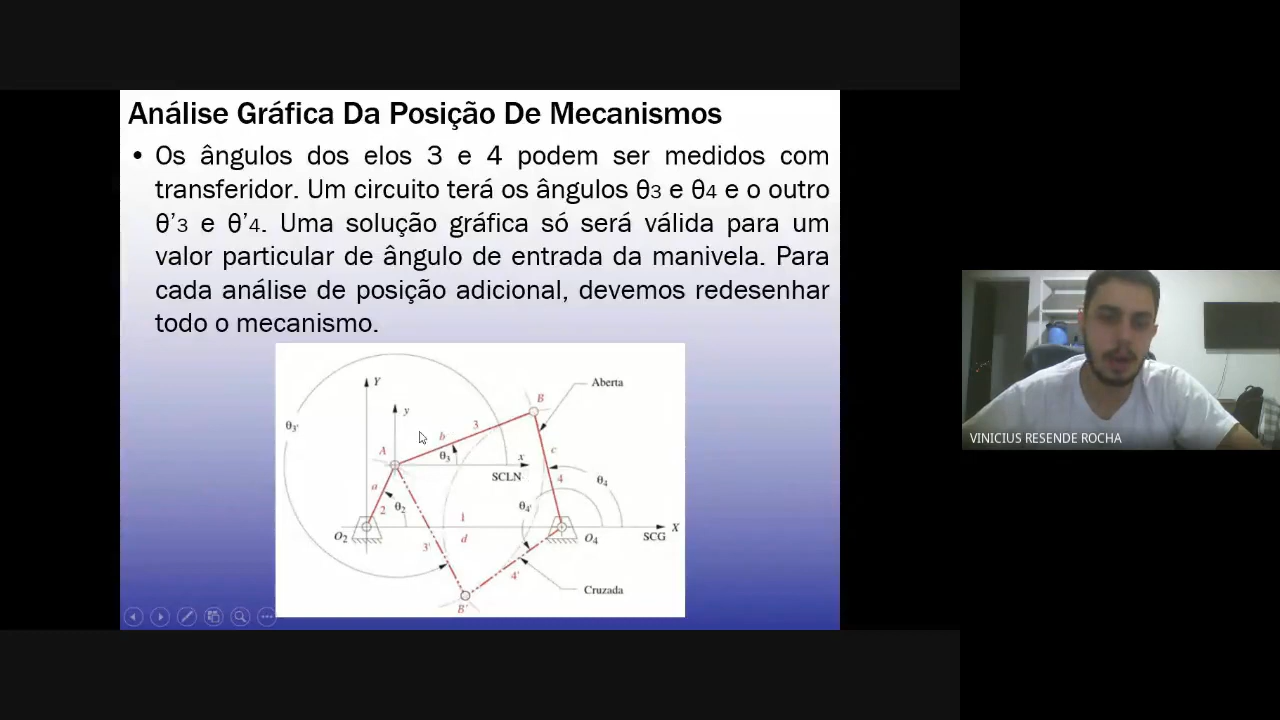 Análise Gráfica Da Posição De Mecanismos
• Os ângulos dos elos 3 e 4 podem ser medidos com
transferidor. Um circuito terá os ângulos θ3 e θ4 e o outro
θ’3 e θ’4. Uma solução gráfica só será válida para um
valor particular de ângulo de entrada da manivela. Para
cada análise de posição adicional, devemos redesenhar
todo o mecanismo.
Y
y
B
Aberta
θ3'
b
3
A
θ3
x
c
SCLN
4
θ4
a
2
θ2
θ4'
1
O2
d
O4
X
SCG
3'
4'
Cruzada
B'
VINICIUS RESENDE ROCHA